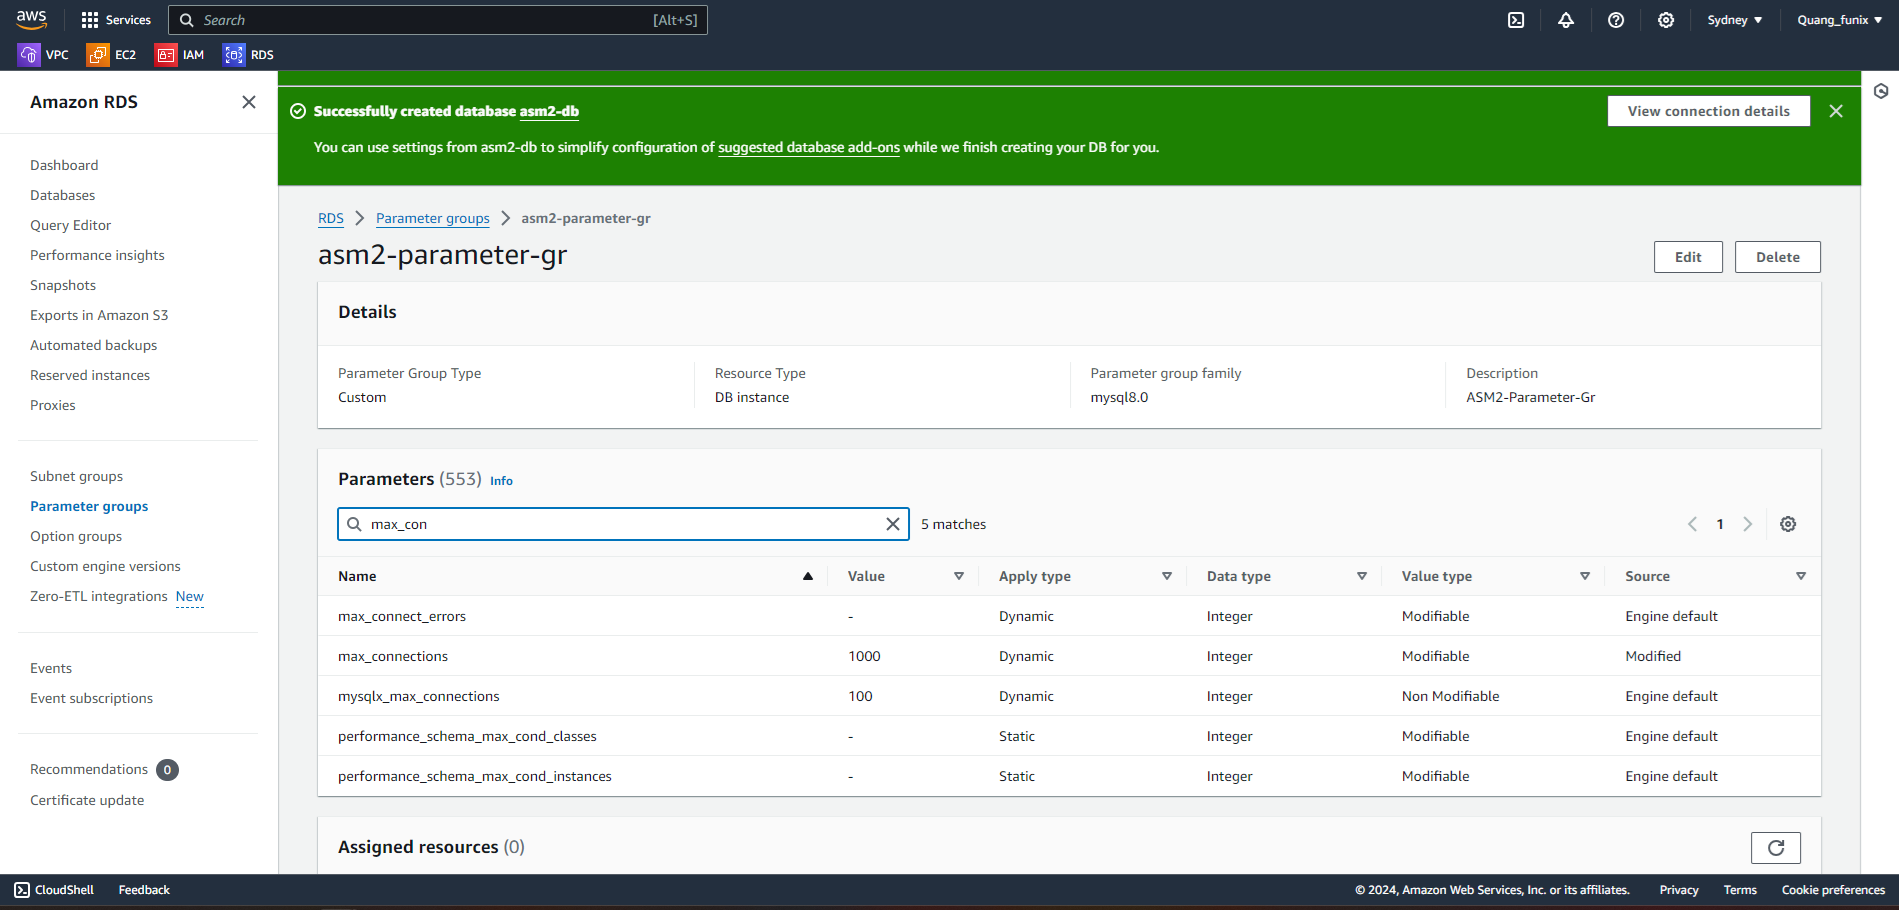 aws
Services
Search
[Alt+S]
Sydney
Quang_funix
VPC
EC2
IAM
RDS
Amazon RDS
Dashboard
Databases
Query Editor
Performance insights
Snapshots
Exports in Amazon S3
Automated backups
Reserved instances
Proxies
Subnet groups
Parameter groups
Option groups
Custom engine versions
Zero-ETL integrations New
Events
Event subscriptions
Recommendations 0
Certificate update
Successfully created database asm2-db
View connection details
You can use settings from asm2-db to simplify configuration of suggested database add-ons while we finish creating your DB for you.
RDS Parameter groups asm2-parameter-gr
asm2-parameter-gr
Edit
Delete
Details
Parameter Group Type
Custom
Resource Type
DB instance
Parameter group family
mysql8.0
Description
ASM2-Parameter-Gr
Parameters (553) Info
max_con
5 matches
1
Name Value Apply type Data type Value type Source
max_connect_errors - Dynamic Integer Modifiable Engine default
max_connections 1000 Dynamic Integer Modifiable Modified
mysqlx_max_connections 100 Dynamic Integer Non Modifiable Engine default
performance_schema_max_cond_classes - Static Integer Modifiable Engine default
performance_schema_max_cond_instances - Static Integer Modifiable Engine default
Assigned resources (0)
CloudShell
Feedback
© 2024, Amazon Web Services, Inc. or its affiliates.
Privacy
Terms
Cookie preferences